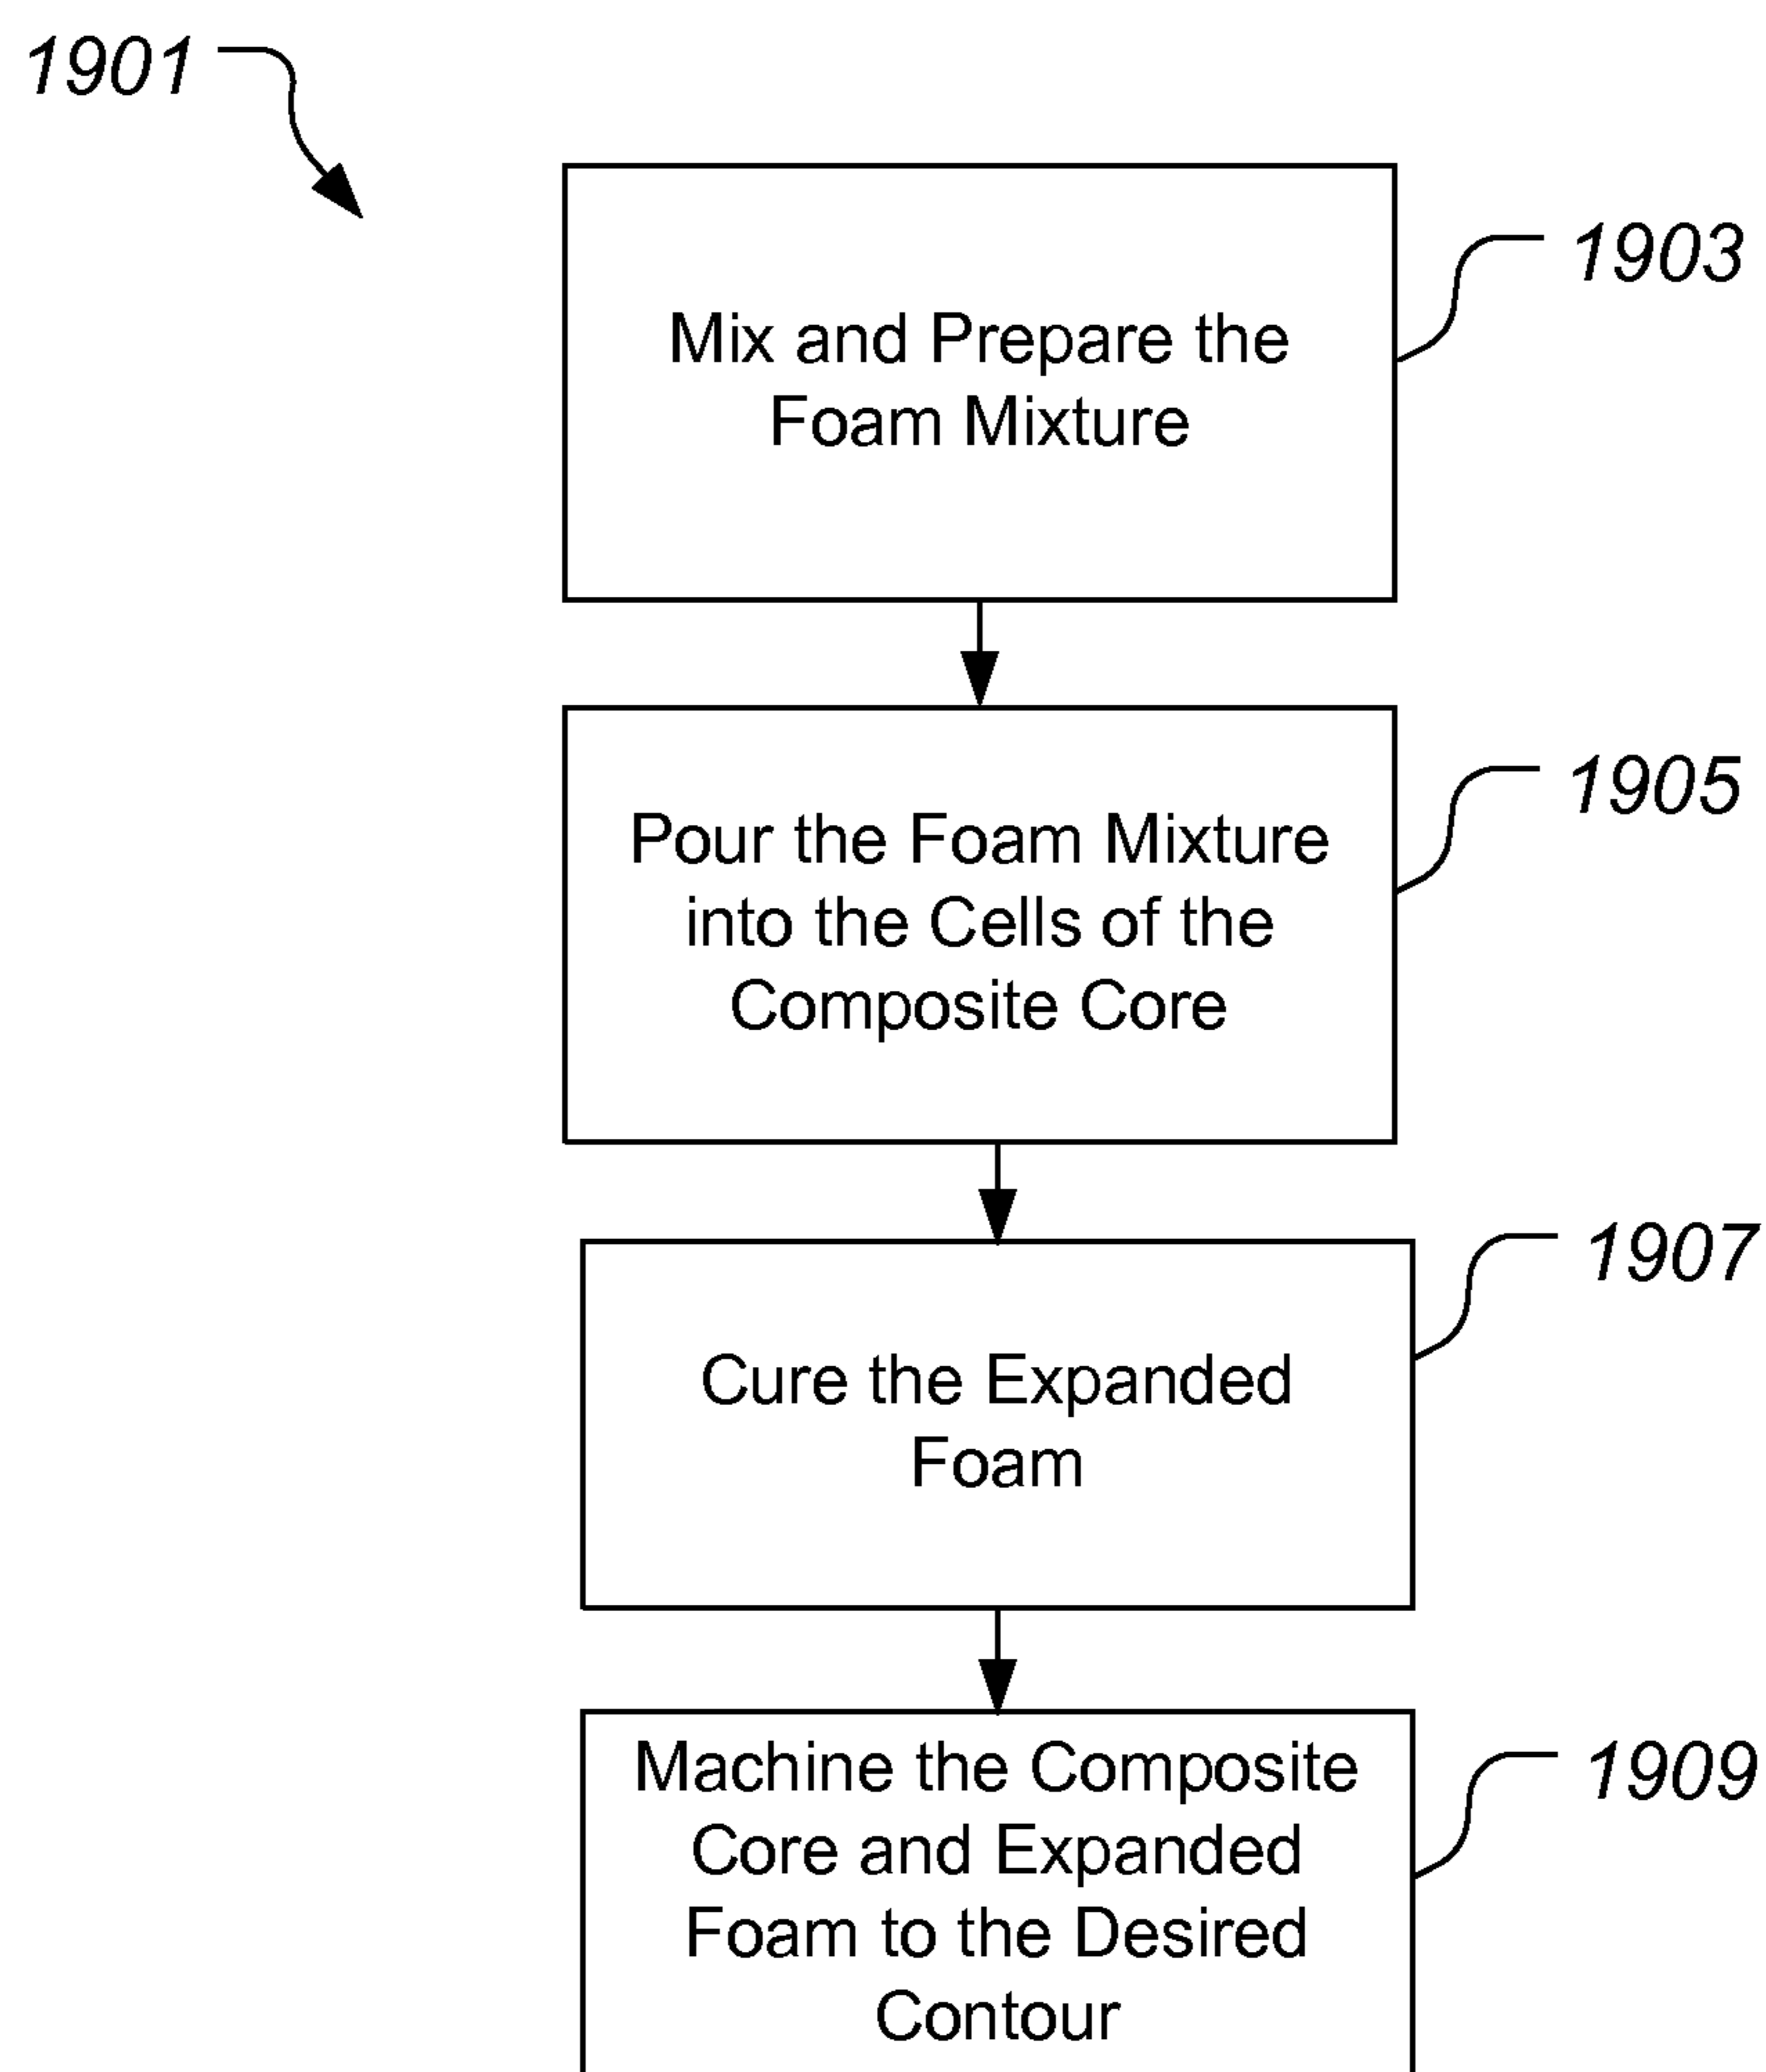 1901
1903
Mix and Prepare the
Foam Mixture
1905
Pour the Foam Mixture
into the Cells of the
Composite Core
1907
Cure the Expanded
Foam
1909
Machine the Composite
Core and Expanded
Foam to the Desired
Contour